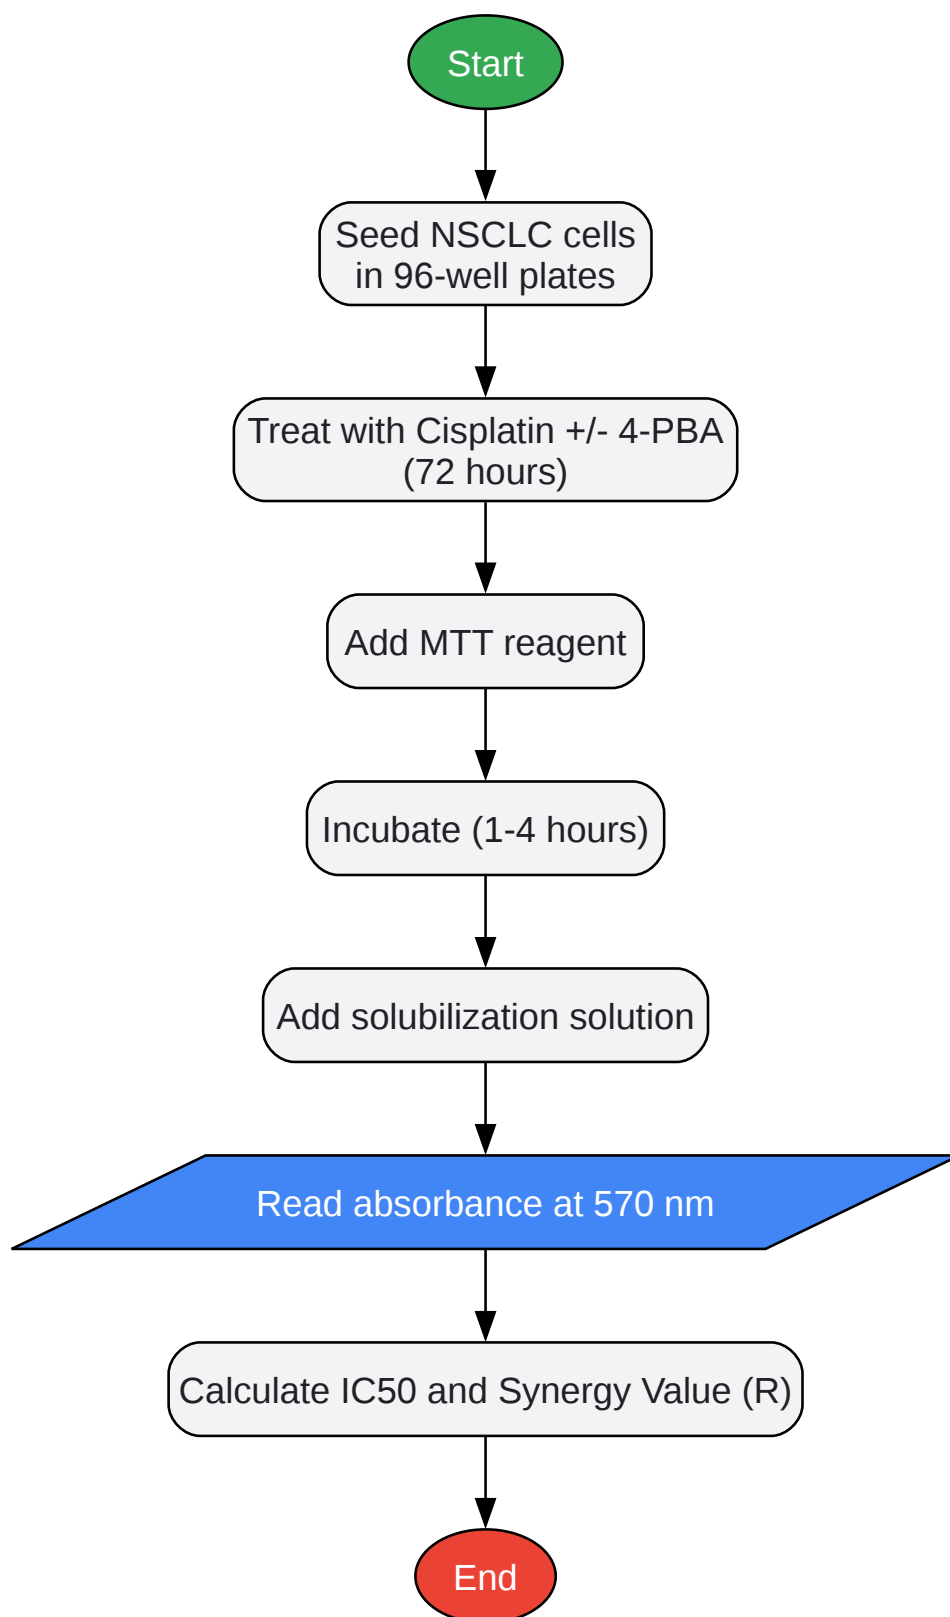 Start
Seed NSCLC cells
in 96-well plates
Treat with Cisplatin +/- 4-PBA
(72 hours)
Add MTT reagent
Incubate (1-4 hours)
Add solubilization solution
Read absorbance at 570 nm
Calculate IC50 and Synergy Value (R)
End